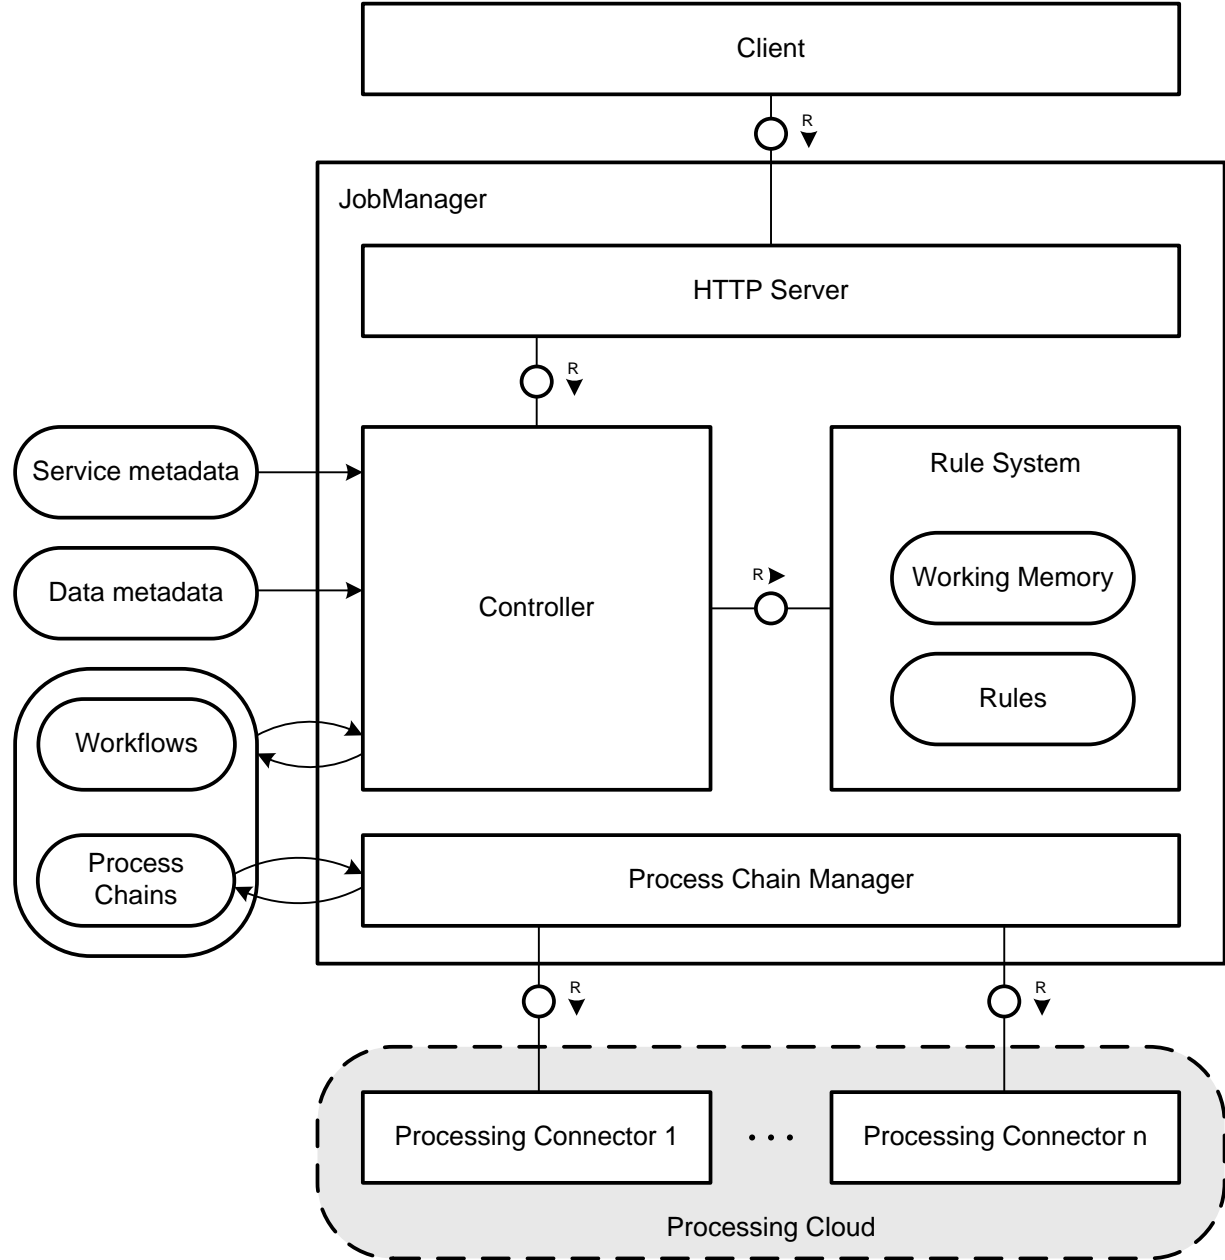 Client
R
JobManager
HTTP Server
R
Service metadata
Rule System
Data metadata
Working Memory
R
Controller
Rules
Workflows
Process
Chains
Process Chain Manager
R
R
Processing Connector 1
. . .
Processing Connector n
Processing Cloud